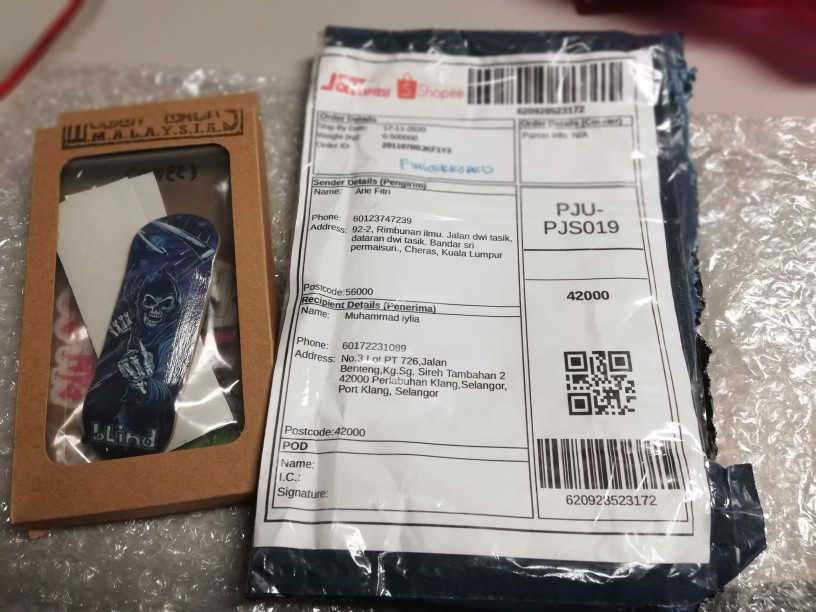 MALAYSIA
blind
J&T EXPRESS Shopee
620928523172
Order Details
Ship By Date: 17-11-2020
Weight (kg): 0.500000
Order ID:
FINGERBOARD
Order Details (Courier)
Parcel info: N/A
Sender Details (Pengirim)
Name: Arie Fitri
Phone: 60123747239
Address: 92-2, Rimbunan ilmu. Jalan dwi tasik,
dataran dwi tasik. Bandar sri
permaisuri., Cheras, Kuala Lumpur
Postcode:56000
PJU-
PJS019
Recipient Details (Penerima)
Name: Muhammad iylia
Phone: 60172231089
Address: No.3 Lot PT 726,Jalan
Benteng,Kg.Sg. Sireh Tambahan 2
42000 Perlabuhan Klang,Selangor,
Port Klang, Selangor
Postcode:42000
42000
POD
Name:
I.C.:
Signature:
620928523172